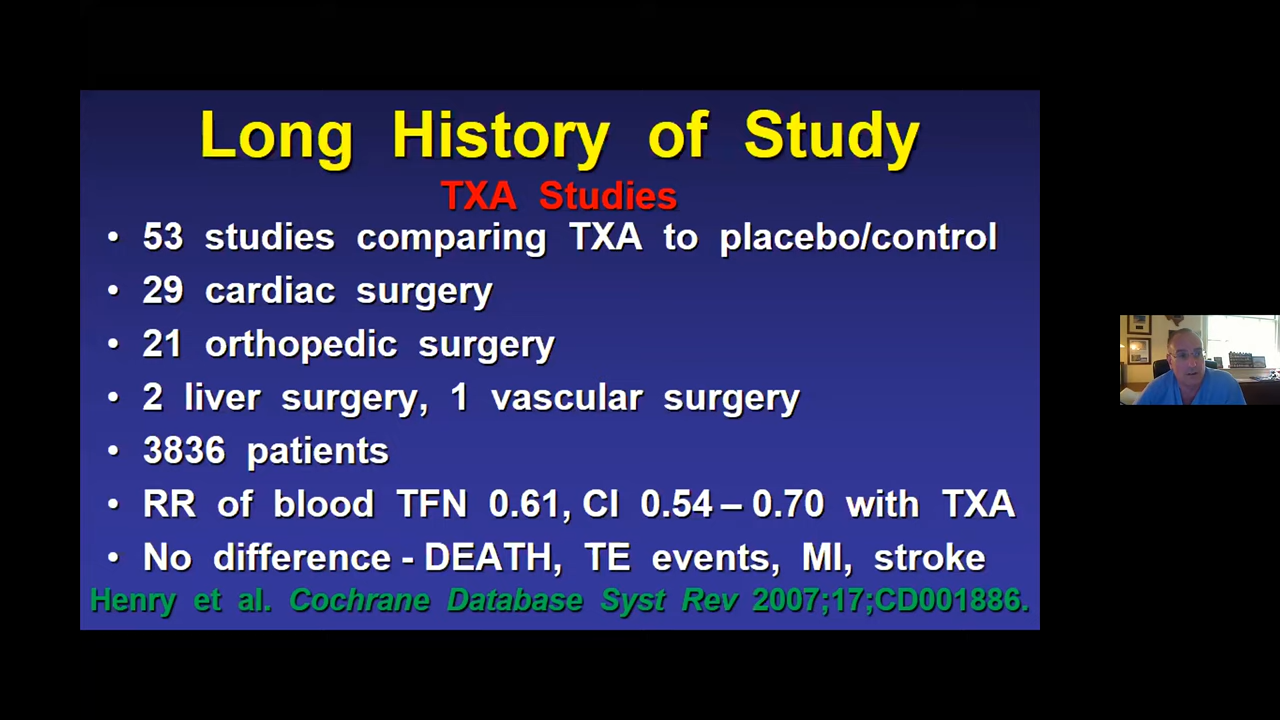 Long History of Study
TXA Studies
• 53 studies comparing TXA to placebo/control
• 29 cardiac surgery
• 21 orthopedic surgery
• 2 liver surgery, 1 vascular surgery
• 3836 patients
• RR of blood TFN 0.61, CI 0.54 – 0.70 with TXA
• No difference - DEATH, TE events, MI, stroke
Henry et al. Cochrane Database Syst Rev 2007;17;CD001886.